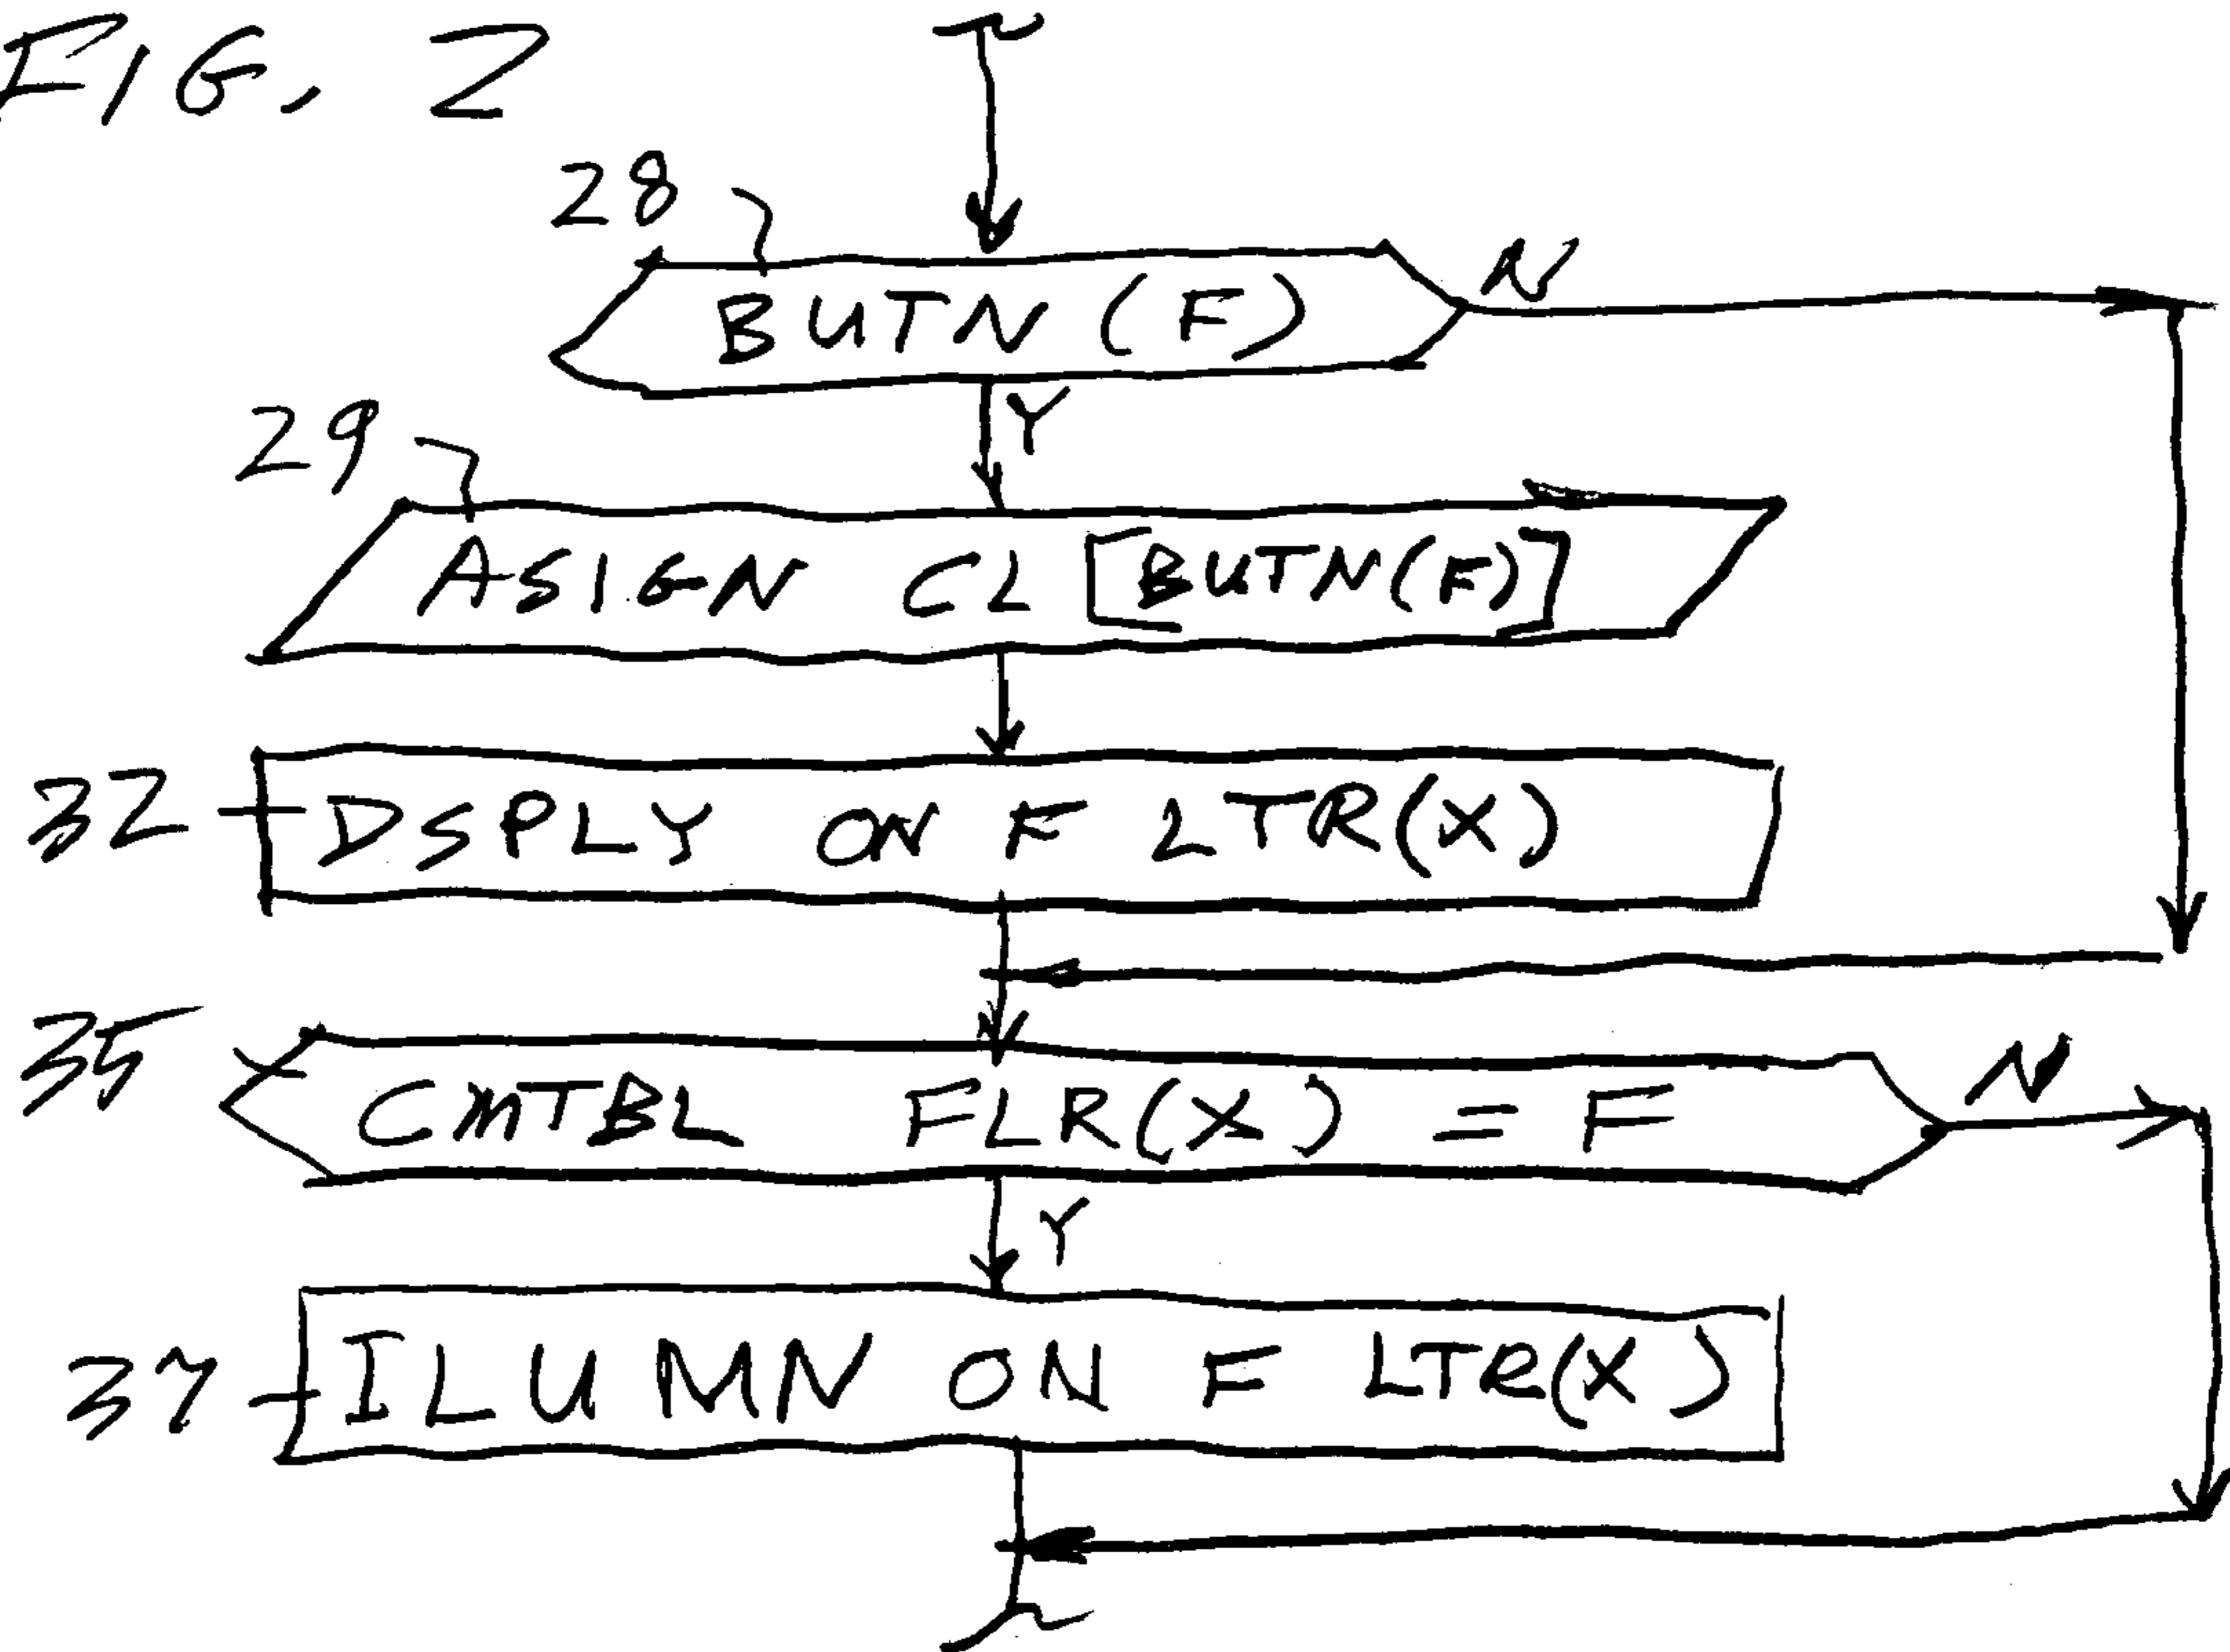 FIG. 2
28
BUTN (F)
N
Y
29
ASIGN CL [BUTN(F)]
32
DSPLY ON F LTR(X)
35
CMTBL FLR(X) = F
N
Y
37
ILUMN ON F LTR(X)